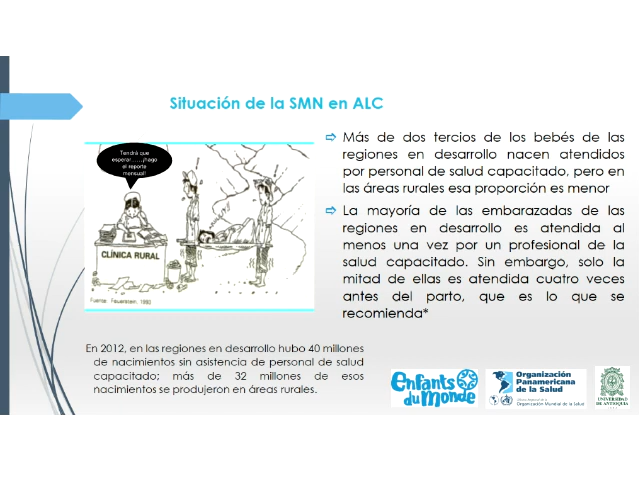 Situación de la SMN en ALC
Tendrá que
esperar......¡hago
el reporte
mensual!
CLÍNICA RURAL
Fuente: Feuerstein, 1980
Más de dos tercios de los bebés de las
regiones en desarrollo nacen atendidos
por personal de salud capacitado, pero en
las áreas rurales esa proporción es menor
La mayoría de las embarazadas de las
regiones en desarrollo es atendida al
menos una vez por un profesional de la
salud capacitado. Sin embargo, solo la
mitad de ellas es atendida cuatro veces
antes del parto, que es lo que se
recomienda*
En 2012, en las regiones en desarrollo hubo 40 millones
de nacimientos sin asistencia de personal de salud
capacitado; más de 32 millones de esos
nacimientos se produjeron en áreas rurales.
Enfants
du Monde
Organización
Panamericana
de la Salud
Organización Mundial de la Salud
UNIVERSIDAD
DE ANTIOQUIA